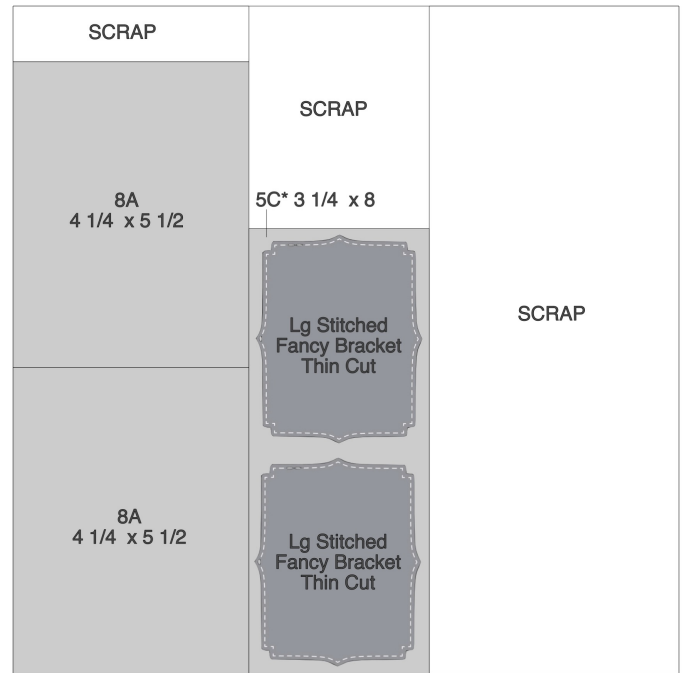 SCRAP
8A
4 1/4 x 5 1/2
8A
4 1/4 x 5 1/2
SCRAP
5C* 3 1/4 x 8
Lg Stitched
Fancy Bracket
Thin Cut
Lg Stitched
Fancy Bracket
Thin Cut
SCRAP